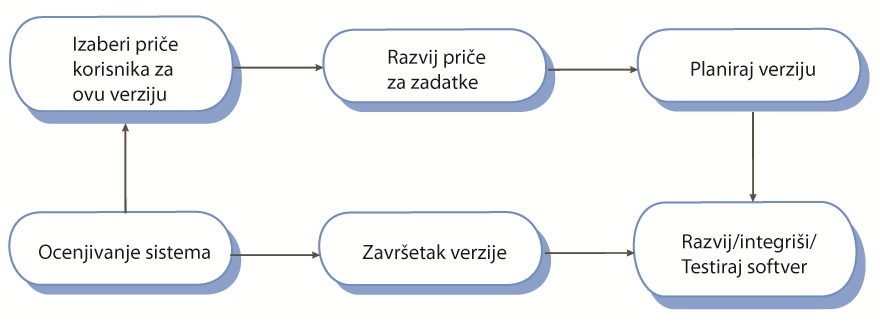 Izaberi priče
korisnika za
ovu verziju
Razvij priče
za zadatke
Planiraj verziju
Ocenjivanje sistema
Završetak verzije
Razvij/integriši/
Testiraj softver